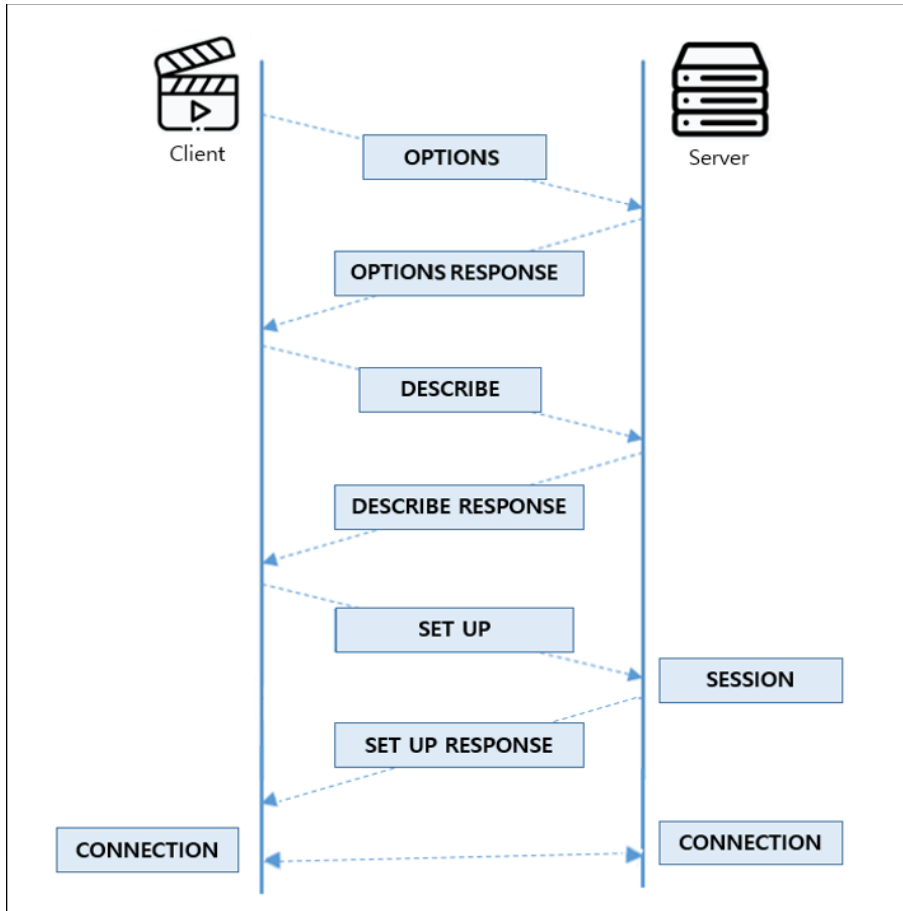 Client
Server
OPTIONS
OPTIONS RESPONSE
DESCRIBE
DESCRIBE RESPONSE
SET UP
SESSION
SET UP RESPONSE
CONNECTION
CONNECTION